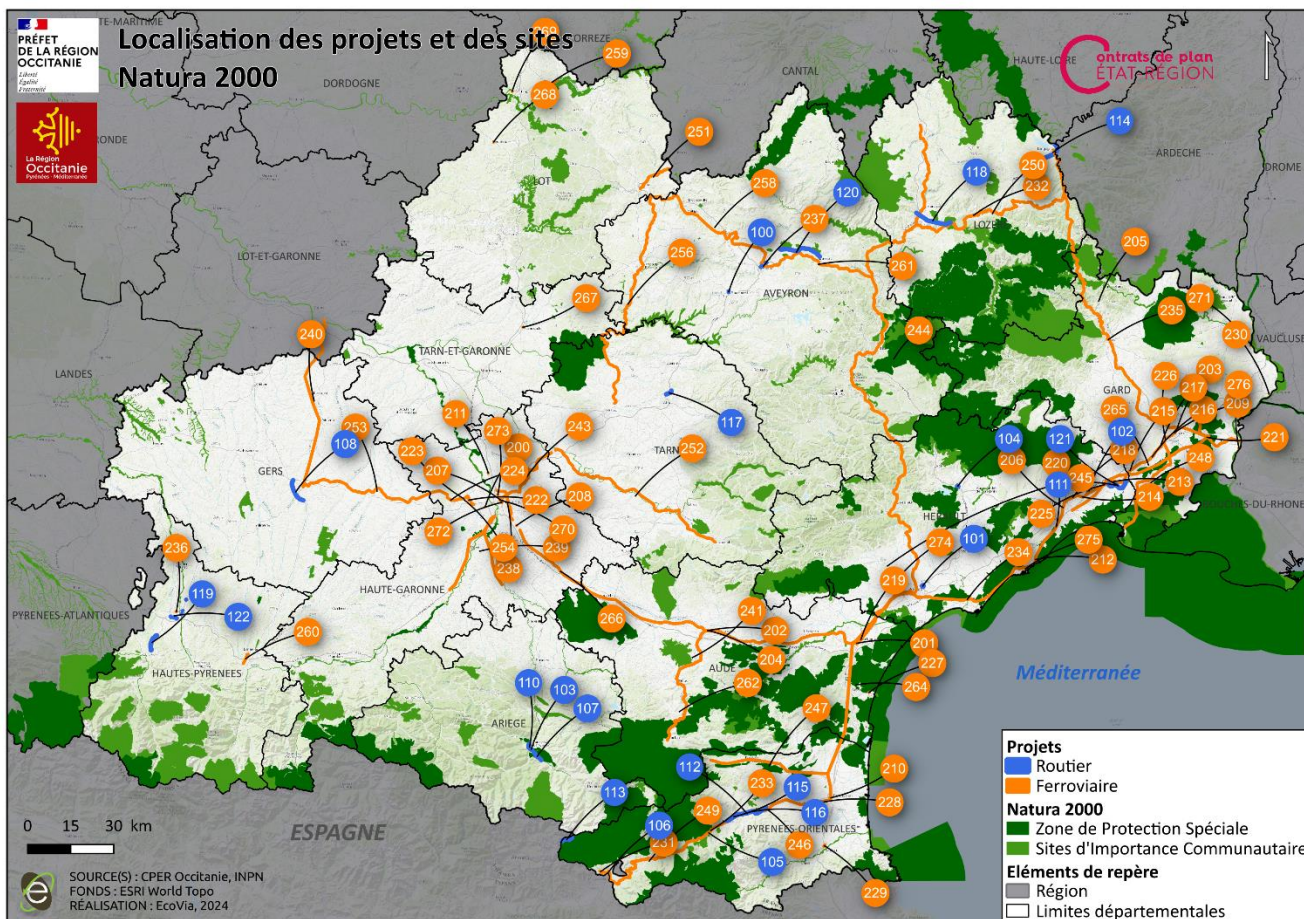 PRÉFET
DE LA RÉGION
OCCITANIE
Liberté
Égalité
Fraternité
La Région
Occitanie
Pyrénées - Méditerranée
Localisation des projets et des sites
Natura 2000
Contrats de plan
ÉTAT-RÉGION
CORREZE
DORDOGNE
CANTAL
HAUTE-LOIRE
ARDECHE
DROME
LOT
LOT-ET-GARONNE
AVEYRON
TARN-ET-GARONNE
LANDES
GARD
VAUCLUSE
GERS
TARN
HAUTE-GARONNE
BOUCHES-DU-RHONE
PYRENEES-ATLANTIQUES
HAUTES-PYRENEES
AUDE
ARIEGE
PYRENEES-ORIENTALES
ESPAGNE
Méditerranée
269
259
268
251
114
250
232
118
258
120
237
100
256
205
261
267
244
235
271
230
240
226
203
217
276
209
265
215
216
211
273
243
253
108
200
117
252
104
121
102
218
221
223
207
224
206
220
245
248
111
213
214
222
208
225
272
270
274
101
275
212
234
254
239
238
236
219
119
122
260
266
241
202
201
204
227
262
264
110
103
107
247
112
210
233
115
113
249
228
116
106
231
246
105
229
Projets
Routier
Ferroviaire
Natura 2000
Zone de Protection Spéciale
Sites d'Importance Communautaire
Eléments de repère
Région
Limites départementales
0 15 30 km
SOURCE(S) : CPER Occitanie, INPN
FONDS : ESRI World Topo
RÉALISATION : EcoVia, 2024